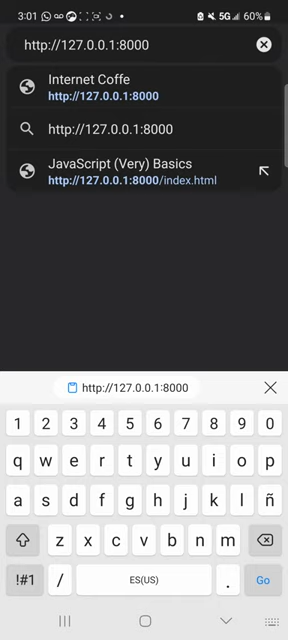 3:01 5G 60%
http://127.0.0.1:8000
Internet Coffe
http://127.0.0.1:8000
http://127.0.0.1:8000
JavaScript (Very) Basics
http://127.0.0.1:8000/index.html
http://127.0.0.1:8000
1 2 3 4 5 6 7 8 9 0
q w e r t y u i o p
a s d f g h j k l ñ
z x c v b n m
!#1 / ES(US) . Go